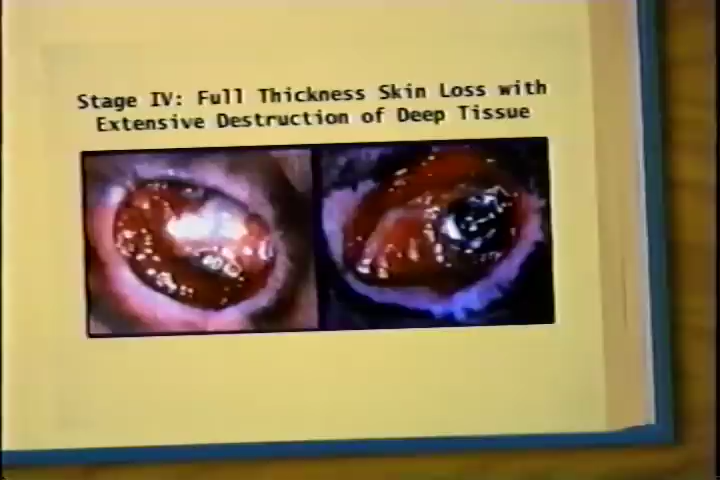 Stage IV: Full Thickness Skin Loss with
Extensive Destruction of Deep Tissue